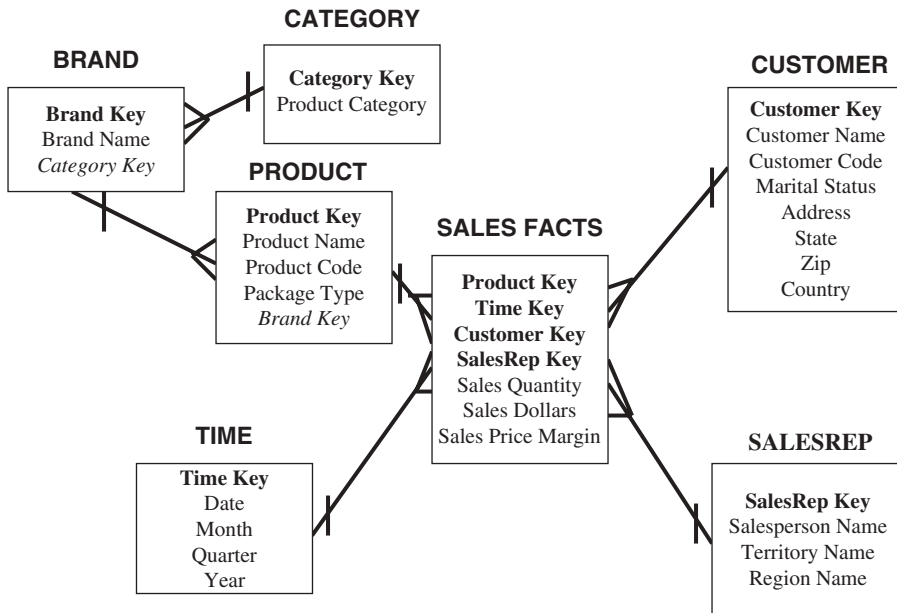 CATEGORY
Category Key
Product Category
BRAND
Brand Key
Brand Name
Category Key
PRODUCT
Product Key
Product Name
Product Code
Package Type
Brand Key
SALES FACTS
Product Key
Time Key
Customer Key
SalesRep Key
Sales Quantity
Sales Dollars
Sales Price Margin
CUSTOMER
Customer Key
Customer Name
Customer Code
Marital Status
Address
State
Zip
Country
TIME
Time Key
Date
Month
Quarter
Year
SALESREP
SalesRep Key
Salesperson Name
Territory Name
Region Name